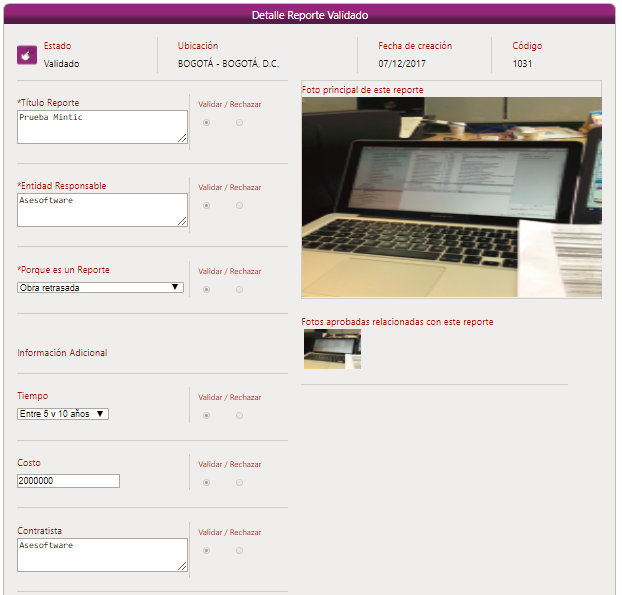 Detalle Reporte Validado
Estado
Validado
Ubicación
BOGOTÁ - BOGOTÁ, D.C.
Fecha de creación
07/12/2017
Código
1031
*Título Reporte
Validar / Rechazar
Prueba Mintic
*Entidad Responsable
Validar / Rechazar
Asesoftware
*Porque es un Reporte
Validar / Rechazar
Obra retrasada
Información Adicional
Tiempo
Validar / Rechazar
Entre 5 y 10 años
Costo
Validar / Rechazar
2000000
Contratista
Validar / Rechazar
Asesoftware
Foto principal de este reporte
Fotos aprobadas relacionadas con este reporte